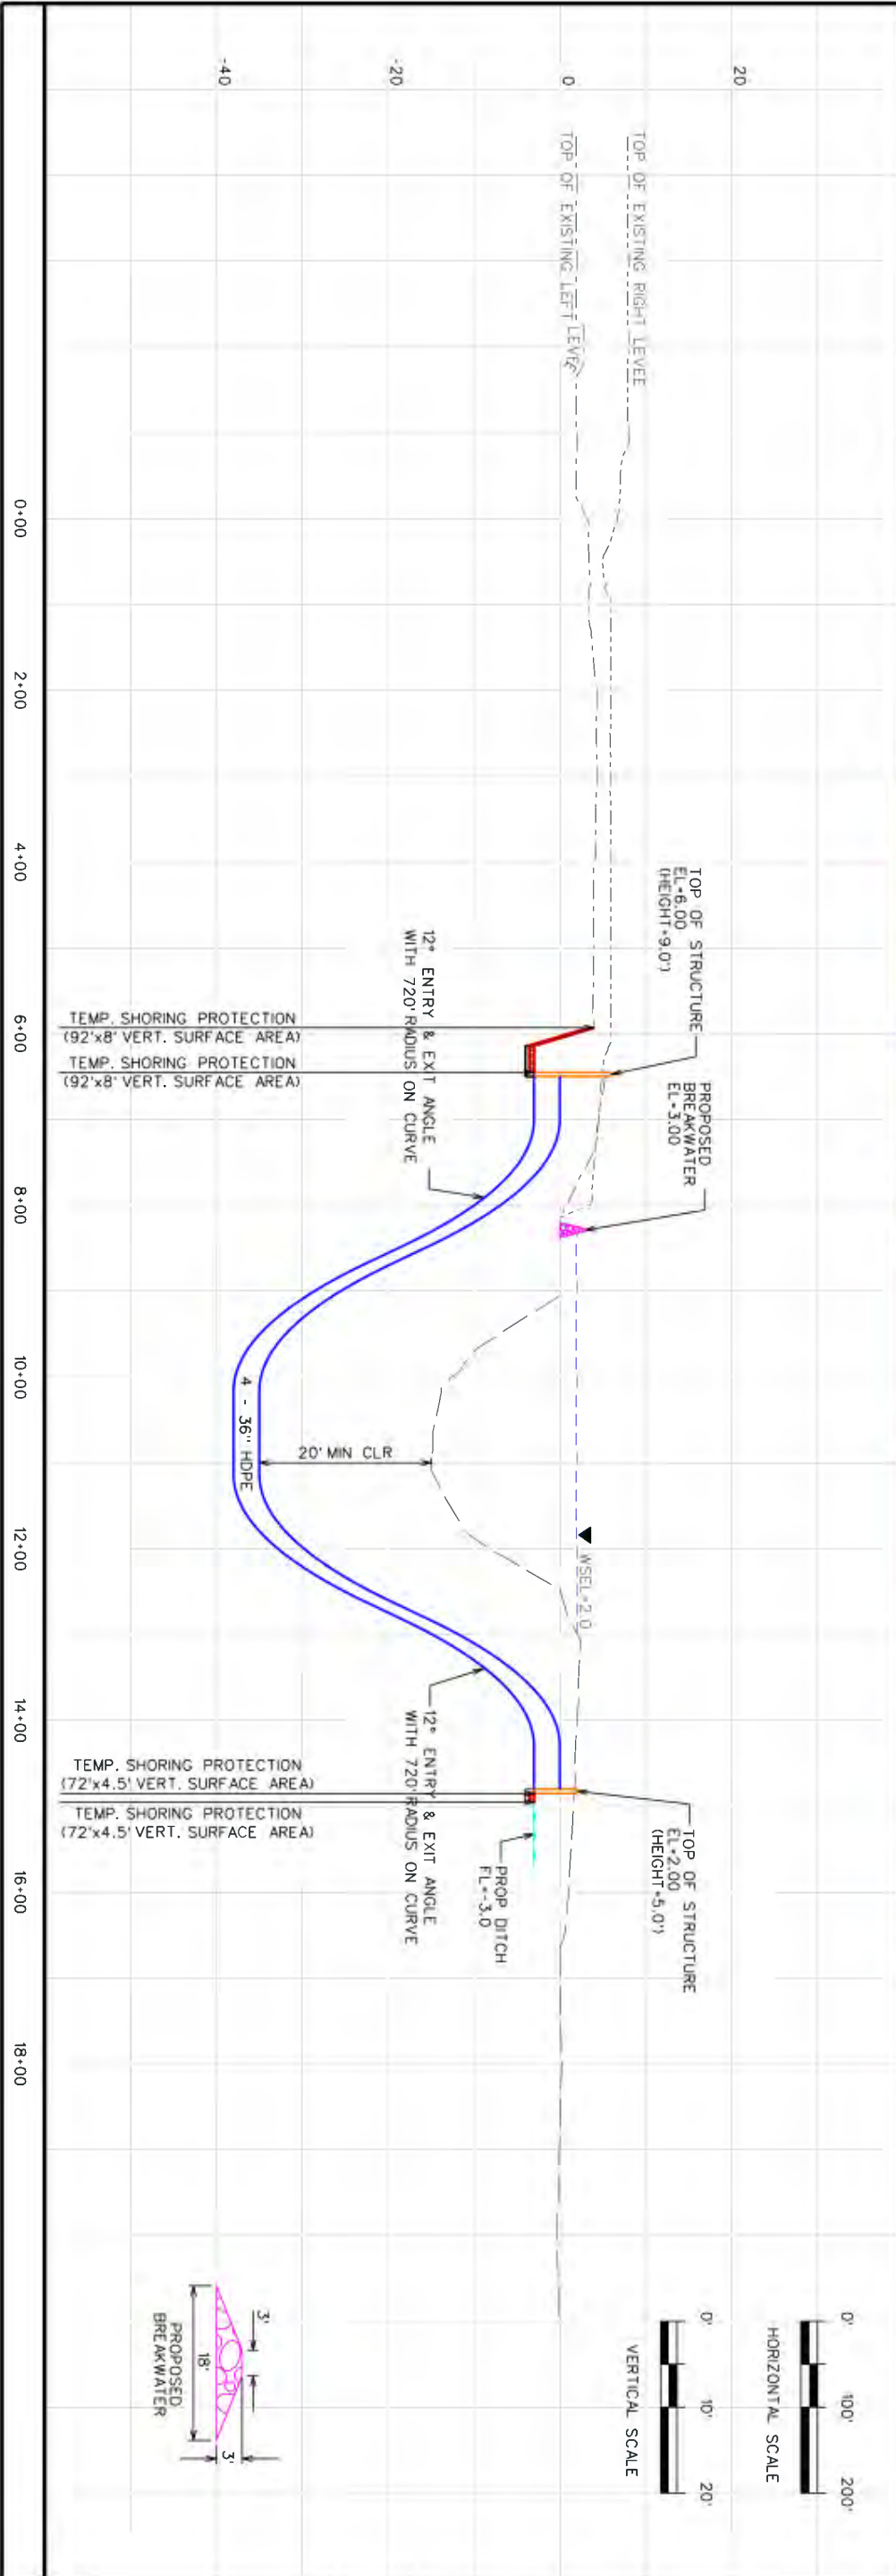 20
0
-20
-40
TOP OF EXISTING RIGHT LEVEE
TOP OF EXISTING LEFT LEVEE
TOP OF STRUCTURE
EL=6.00
(HEIGHT=9.0')
PROPOSED
BREAKWATER
EL=3.00
12° ENTRY & EXIT ANGLE
WITH 720' RADIUS ON CURVE
TEMP. SHORING PROTECTION
(92'x8' VERT. SURFACE AREA)
TEMP. SHORING PROTECTION
(92'x8' VERT. SURFACE AREA)
4 - 36" HDPE
20' MIN CLR
WSEL=2.0
12° ENTRY & EXIT ANGLE
WITH 720' RADIUS ON CURVE
TEMP. SHORING PROTECTION
(72'x4.5' VERT. SURFACE AREA)
TEMP. SHORING PROTECTION
(72'x4.5' VERT. SURFACE AREA)
TOP OF STRUCTURE
EL=2.00
(HEIGHT=5.0')
PROP DITCH
FL=-3.0
0' 100' 200'
HORIZONTAL SCALE
0' 10' 20'
VERTICAL SCALE
3'
18'
3'
PROPOSED
BREAKWATER
0+00 2+00 4+00 6+00 8+00 10+00 12+00 14+00 16+00 18+00